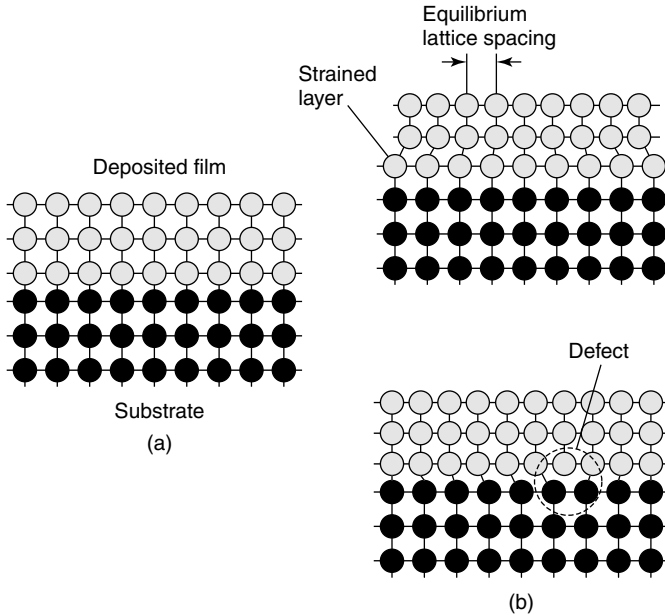 Deposited film
Substrate
(a)
Equilibrium
lattice spacing
Strained
layer
Defect
(b)